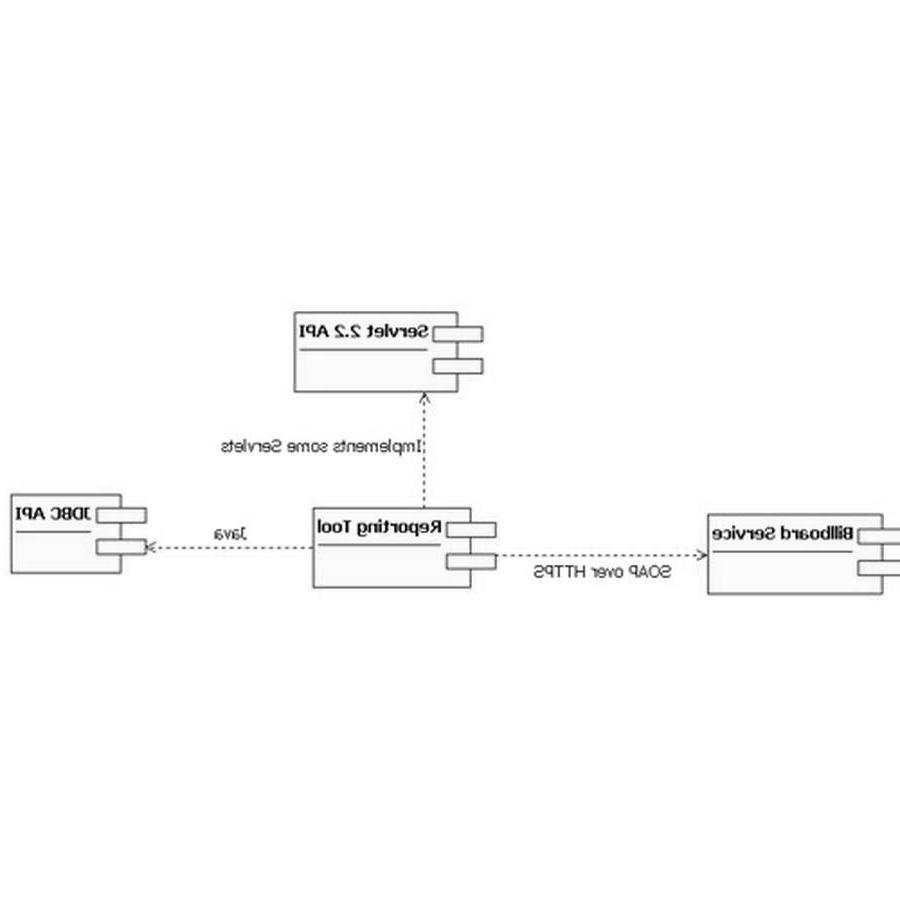 Servlet 2.2 API
Implements some Servlets
JDBC API
Java
Reporting Tool
SOAP over HTTPS
Billboard Service